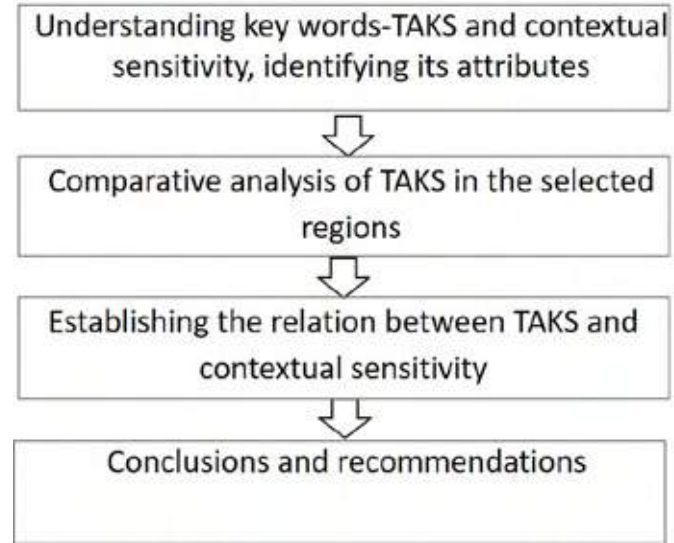 Understanding key words-TAKS and contextual
sensitivity, identifying its attributes
Comparative analysis of TAKS in the selected
regions
Establishing the relation between TAKS and
contextual sensitivity
Conclusions and recommendations